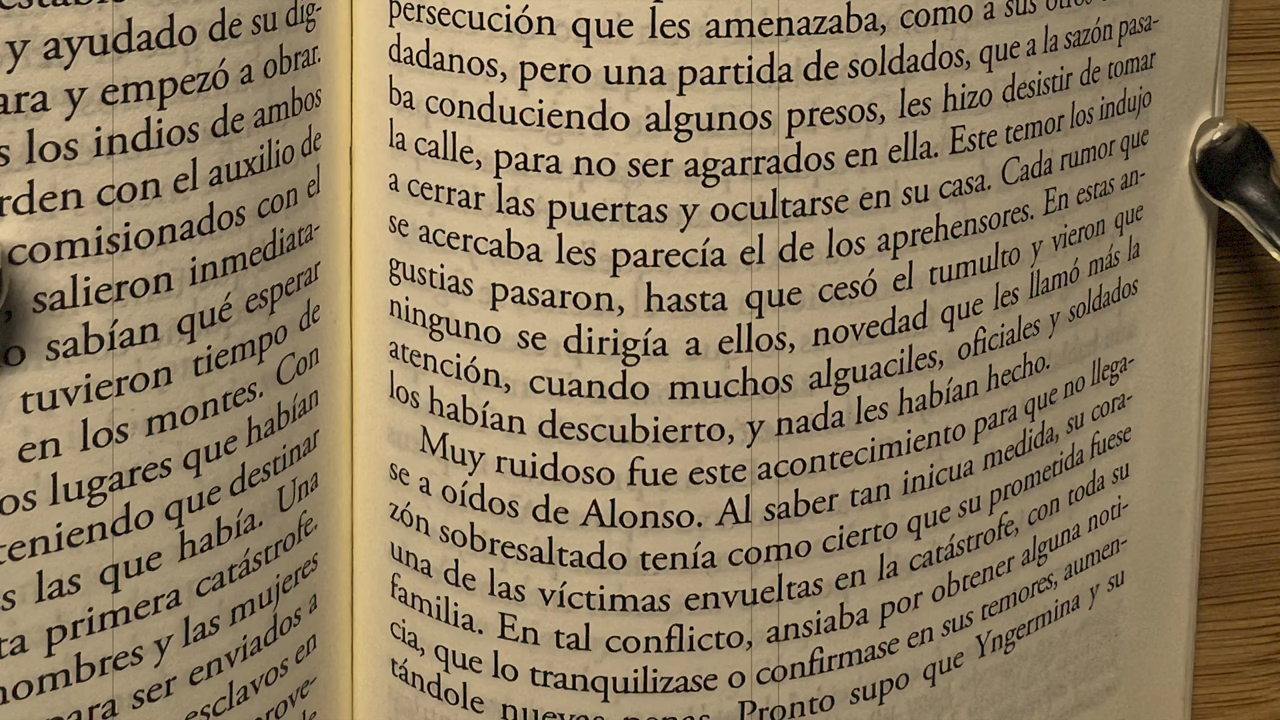 y ayudado de su dig-
ara y empezó a obrar.
s los indios de ambos
rden con el auxilio de
comisionados con el
, salieron inmediata-
o sabían qué esperar
tuvieron tiempo de
en los montes. Con
os lugares que habían
teniendo que destinar
s las que había. Una
ta primera catástrofe.
nombres y las mujeres
para ser enviados a
esclavos en
prove-
persecución que les amenazaba, como a sus
dadanos, pero una partida de soldados, que a la sazón pasa-
ba conduciendo algunos presos, les hizo desistir de tomar
la calle, para no ser agarrados en ella. Este temor los indujo
a cerrar las puertas y ocultarse en su casa. Cada rumor que
se acercaba les parecía el de los aprehensores. En estas an-
gustias pasaron, hasta que cesó el tumulto y vieron que
ninguno se dirigía a ellos, novedad que les llamó más la
atención, cuando muchos alguaciles, oficiales y soldados
los habían descubierto, y nada les habían hecho.
Muy ruidoso fue este acontecimiento para que no llega-
se a oídos de Alonso. Al saber tan inicua medida, su cora-
zón sobresaltado tenía como cierto que su prometida fuese
una de las víctimas envueltas en la catástrofe, con toda su
familia. En tal conflicto, ansiaba por obtener alguna noti-
cia, que lo tranquilizase o confirmase en sus temores, aumen-
tándole nuevas penas. Pronto supo que Yngermina y su